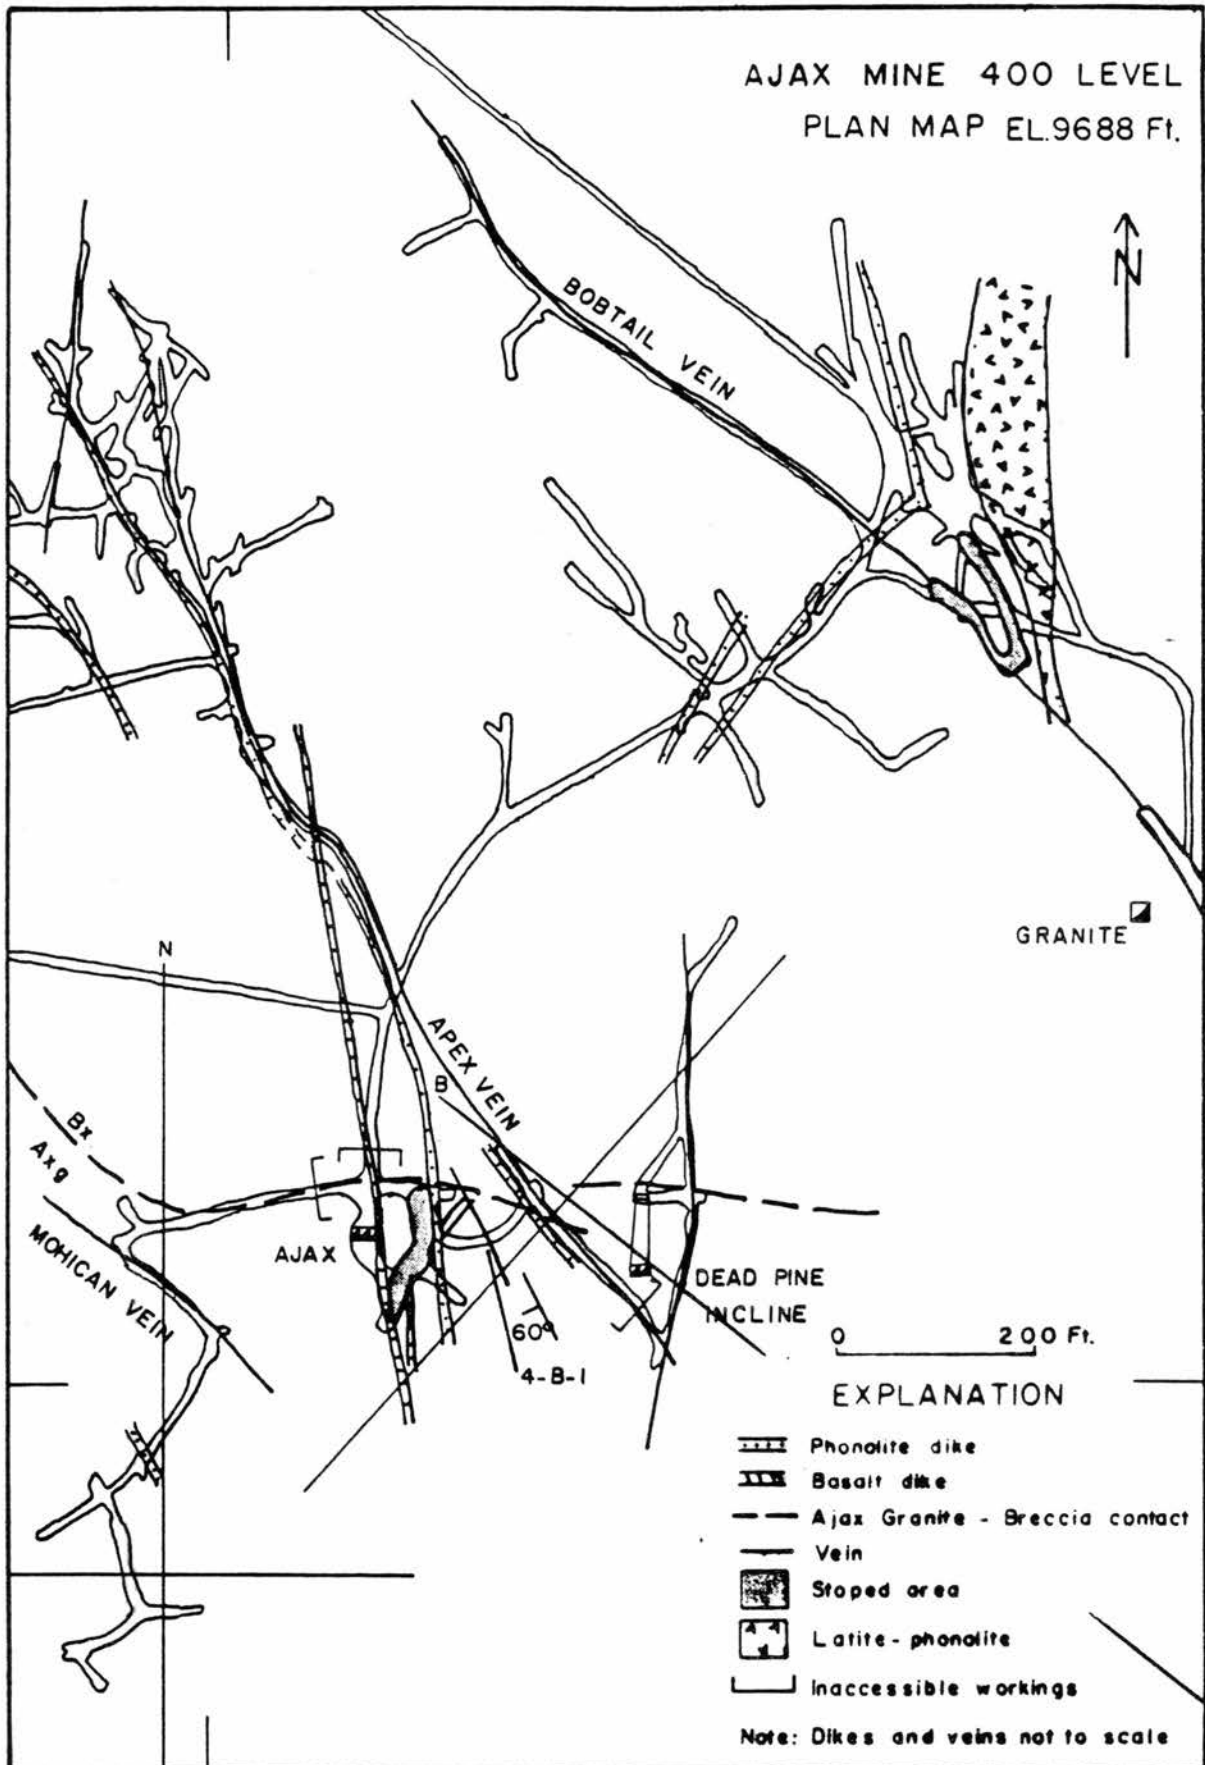 AJAX MINE 400 LEVEL
PLAN MAP EL.9688 Ft.
N
BOBTAIL VEIN
GRANITE
N
APEX VEIN
B
Bx
Axg
MOHICAN VEIN
AJAX
DEAD PINE
INCLINE
60°
4-B-1
0 200 Ft.
EXPLANATION
Phonolite dike
Basalt dike
Ajax Granite - Breccia contact
Vein
Stoped area
Latite-phonolite
Inaccessible workings
Note: Dikes and veins not to scale